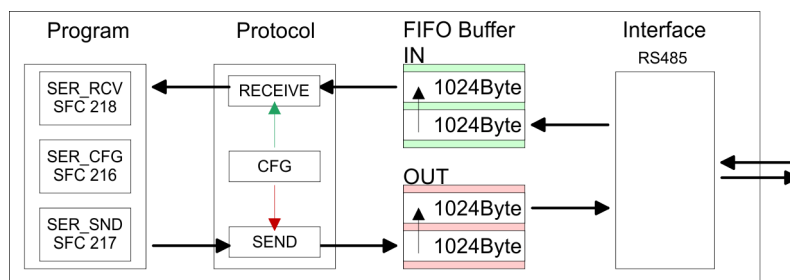 Program
Protocol
FIFO Buffer
IN
Interface
RS485
SER_RCV
SFC 218
RECEIVE
1024Byte
1024Byte
SER_CFG
SFC 216
CFG
OUT
SER_SND
SFC 217
SEND
1024Byte
1024Byte